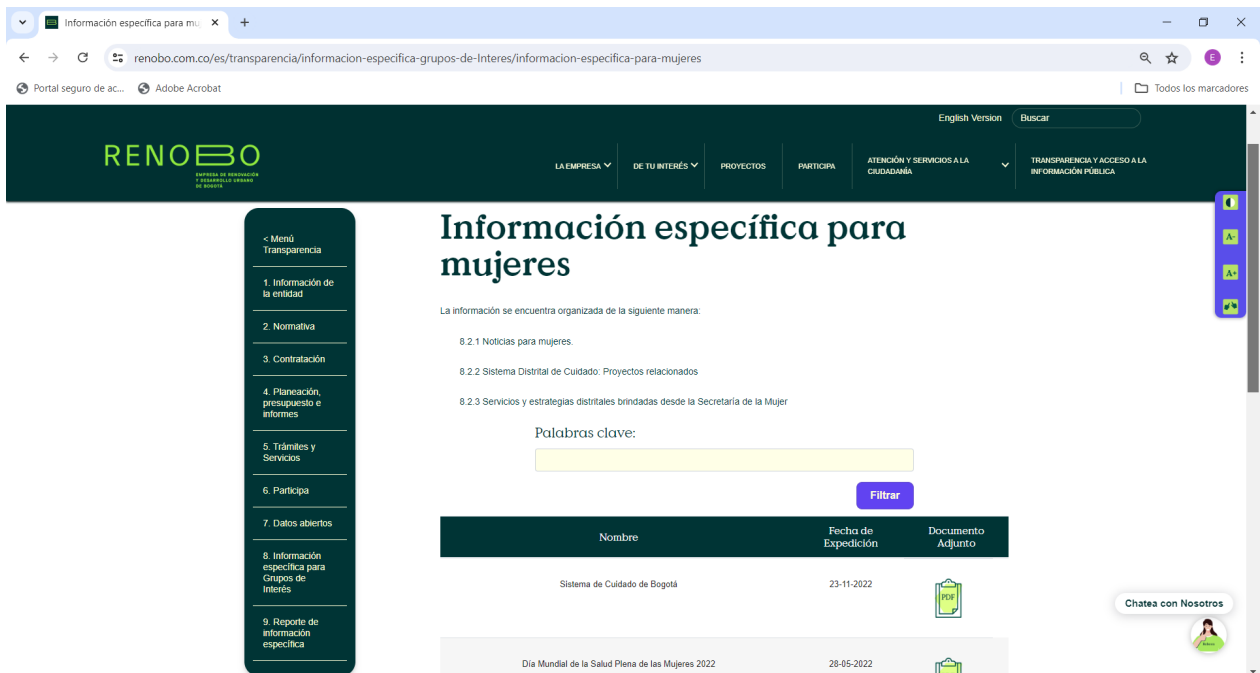 Información específica para mu
renobo.com.co/es/transparencia/informacion-especifica-grupos-de-Interes/informacion-especifica-para-mujeres
E
Portal seguro de ac...
Adobe Acrobat
Todos los marcadores
English Version
Buscar
RENOBO
EMPRESA DE RENOVACIÓN
Y DESARROLLO URBANO
DE BOGOTÁ
LA EMPRESA
DE TU INTERÉS
PROYECTOS
PARTICIPA
ATENCIÓN Y SERVICIOS A LA
CIUDADANÍA
TRANSPARENCIA Y ACCESO A LA
INFORMACIÓN PÚBLICA
A-
A+
< Menú
Transparencia
1. Información de
la entidad
2. Normativa
3. Contratación
4. Planeación,
presupuesto e
informes
5. Trámites y
Servicios
6. Participa
7. Datos abiertos
8. Información
específica para
Grupos de
Interés
9. Reporte de
información
específica
Información específica para
mujeres
La información se encuentra organizada de la siguiente manera:
8.2.1 Noticias para mujeres.
8.2.2 Sistema Distrital de Cuidado: Proyectos relacionados
8.2.3 Servicios y estrategias distritales brindadas desde la Secretaría de la Mujer
Palabras clave:
Filtrar
Nombre
Fecha de
Expedición
Documento
Adjunto
Sistema de Cuidado de Bogotá
23-11-2022
PDF
Día Mundial de la Salud Plena de las Mujeres 2022
28-05-2022
Chatea con Nosotros